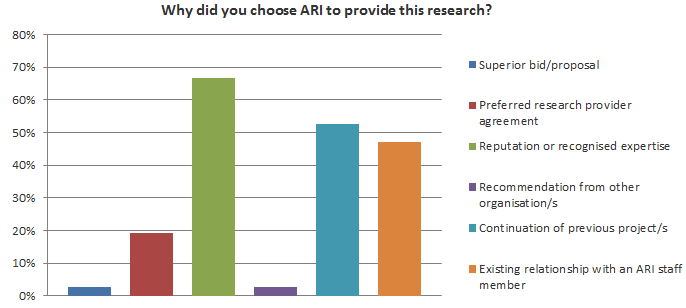 Why did you choose ARI to provide this research?
80%
70%
60%
50%
40%
30%
20%
10%
0%
Superior bid/proposal
Preferred research provider
agreement
Reputation or recognised expertise
Recommendation from other
organisation/s
Continuation of previous project/s
Existing relationship with an ARI staff
member